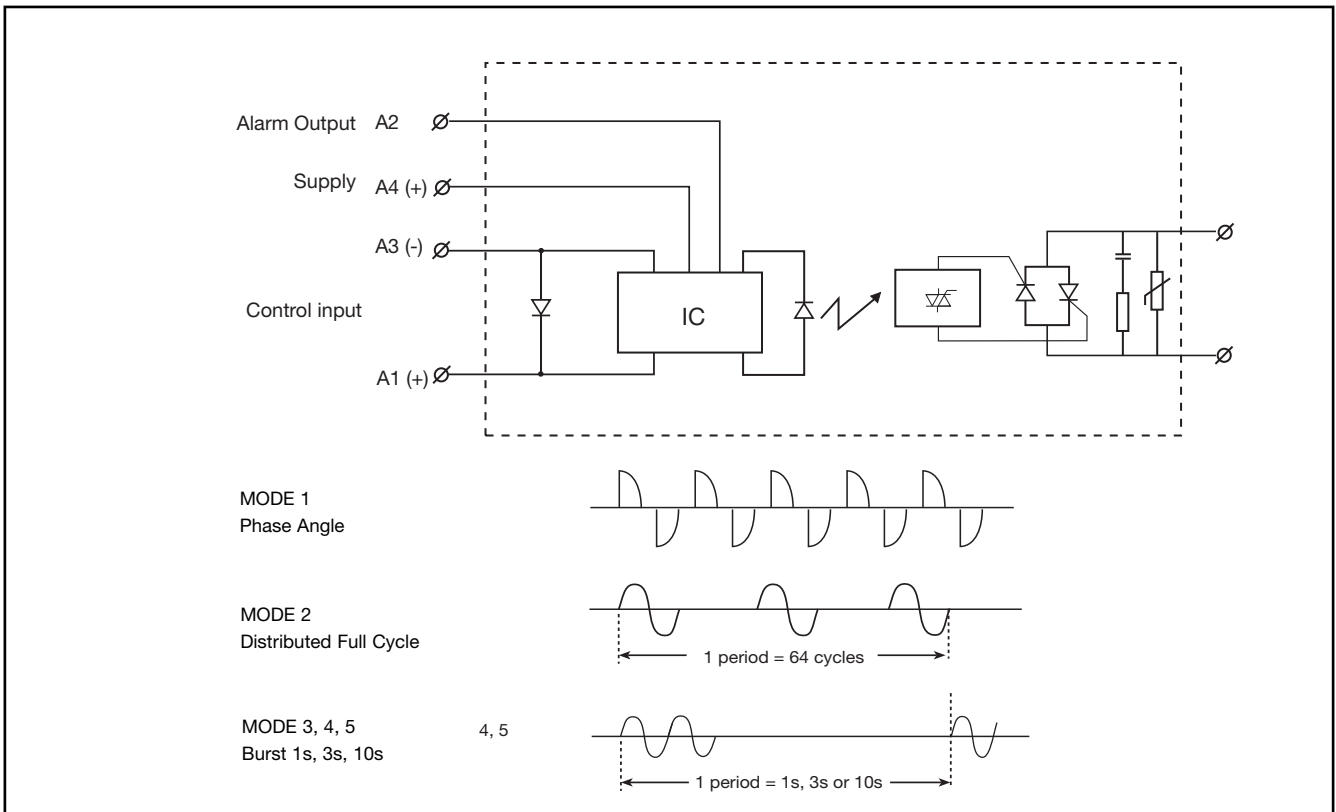 Alarm Output A2
Supply A4 (+)
A3 (-)
Control input
A1 (+)
IC
MODE 1
Phase Angle
MODE 2
Distributed Full Cycle
1 period = 64 cycles
MODE 3, 4, 5 4, 5
Burst 1s, 3s, 10s
1 period = 1s, 3s or 10s